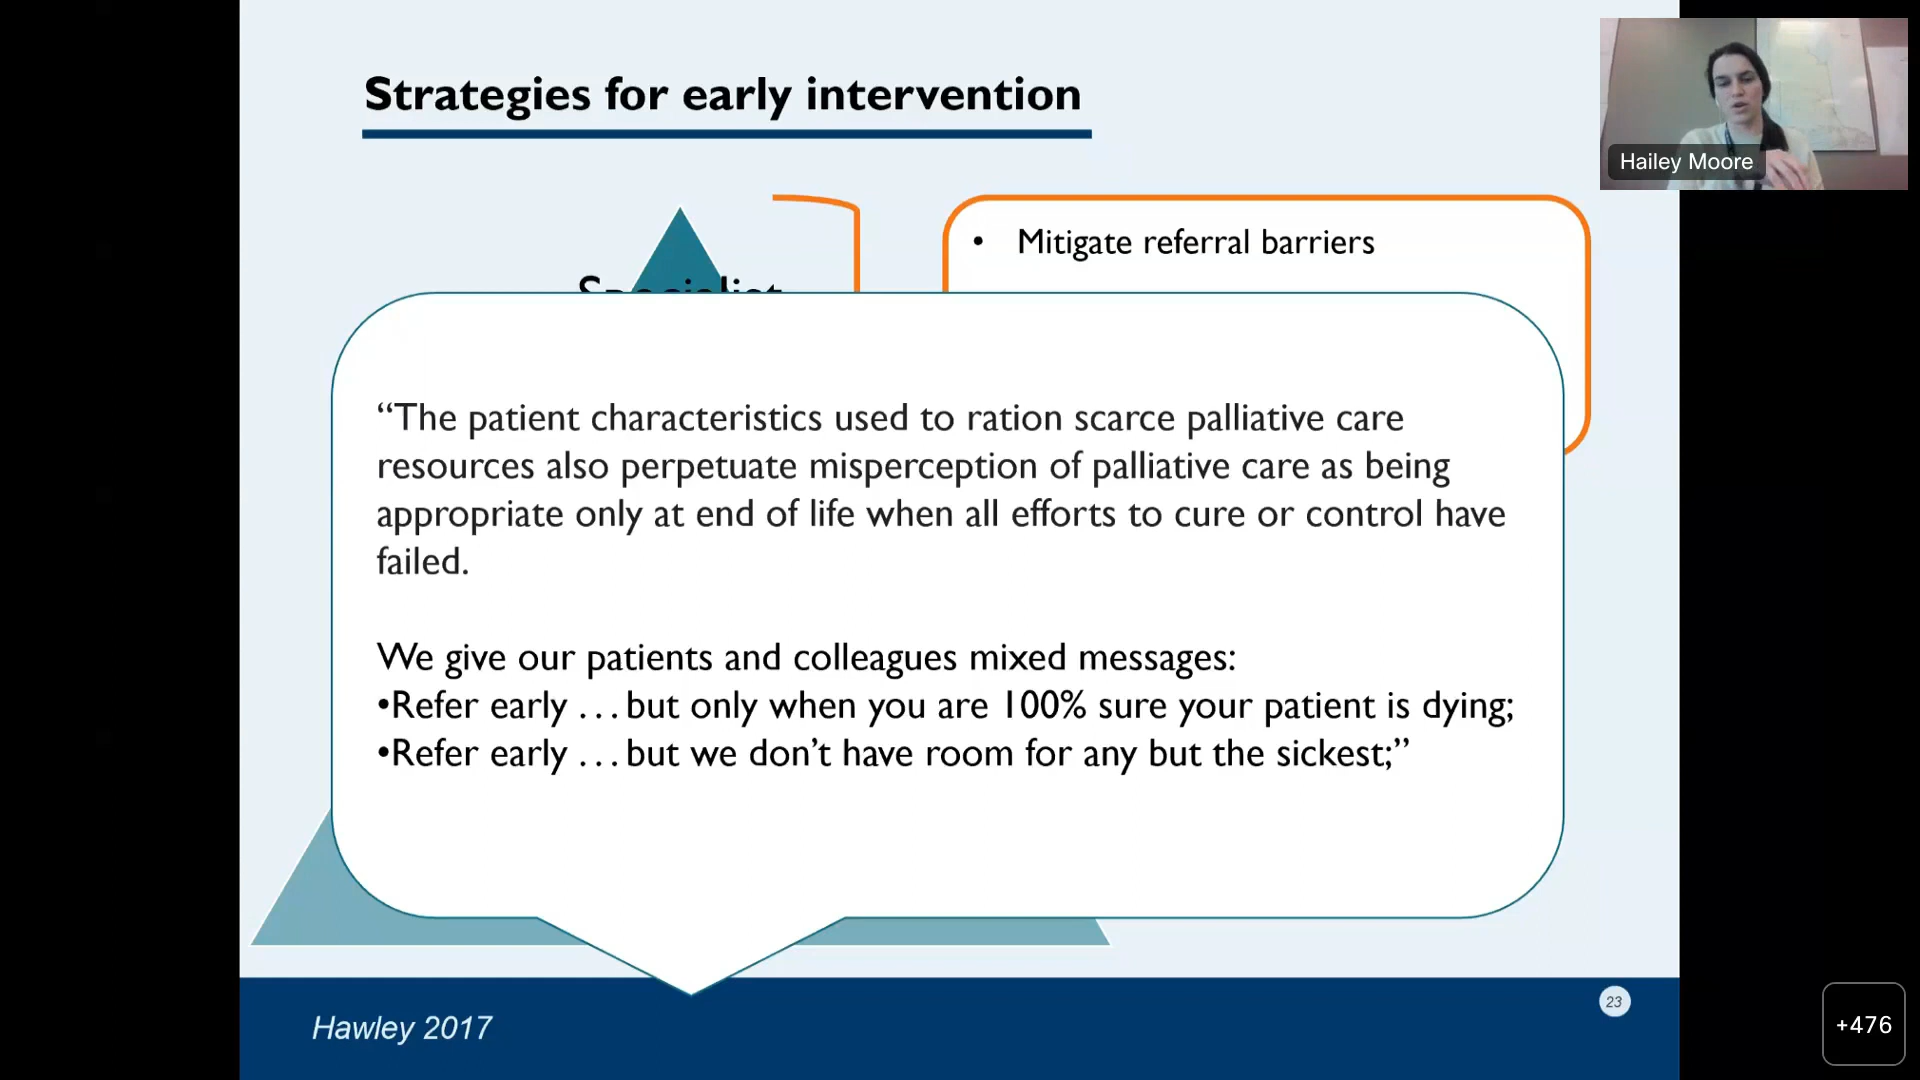 Strategies for early intervention
Hailey Moore
• Mitigate referral barriers
Specialist
“The patient characteristics used to ration scarce palliative care
resources also perpetuate misperception of palliative care as being
appropriate only at end of life when all efforts to cure or control have
failed.
We give our patients and colleagues mixed messages:
•Refer early . . . but only when you are 100% sure your patient is dying;
•Refer early . . . but we don’t have room for any but the sickest;”
23
Hawley 2017
+476